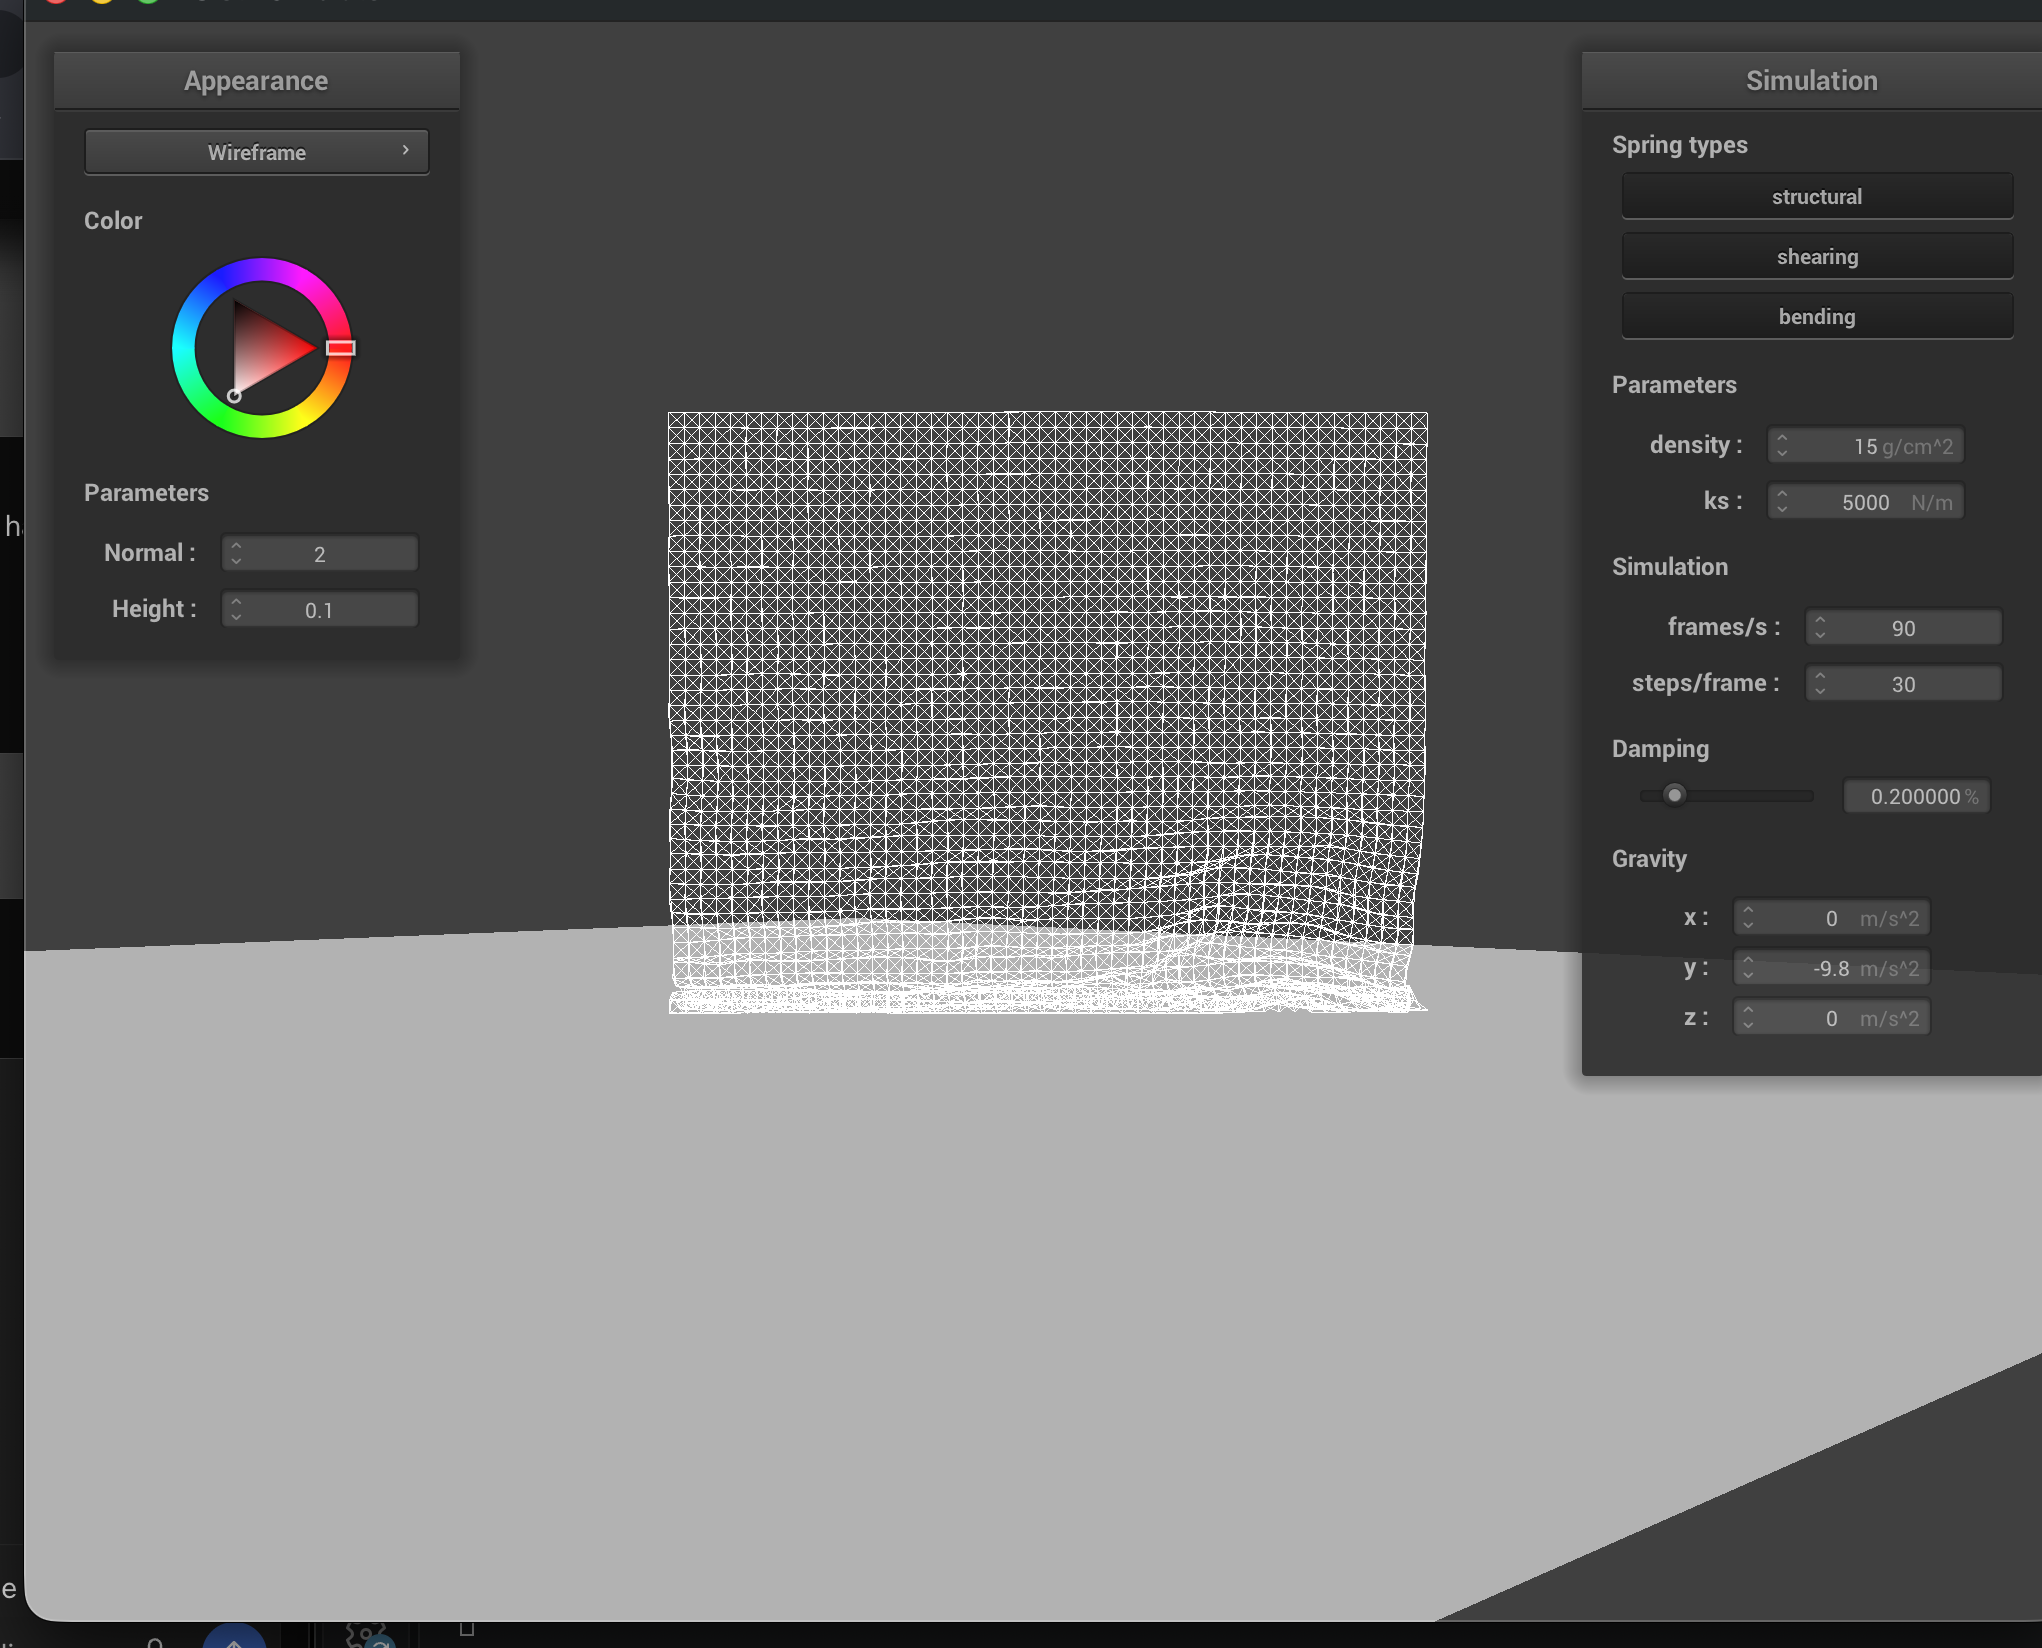 Appearance
Wireframe
Color
Parameters
Normal : 2
Height : 0.1
Simulation
Spring types
structural
shearing
bending
Parameters
density : 15 g/cm^2
ks : 5000 N/m
Simulation
frames/s : 90
steps/frame : 30
Damping
0.200000 %
Gravity
x : 0 m/s^2
y : -9.8 m/s^2
z : 0 m/s^2